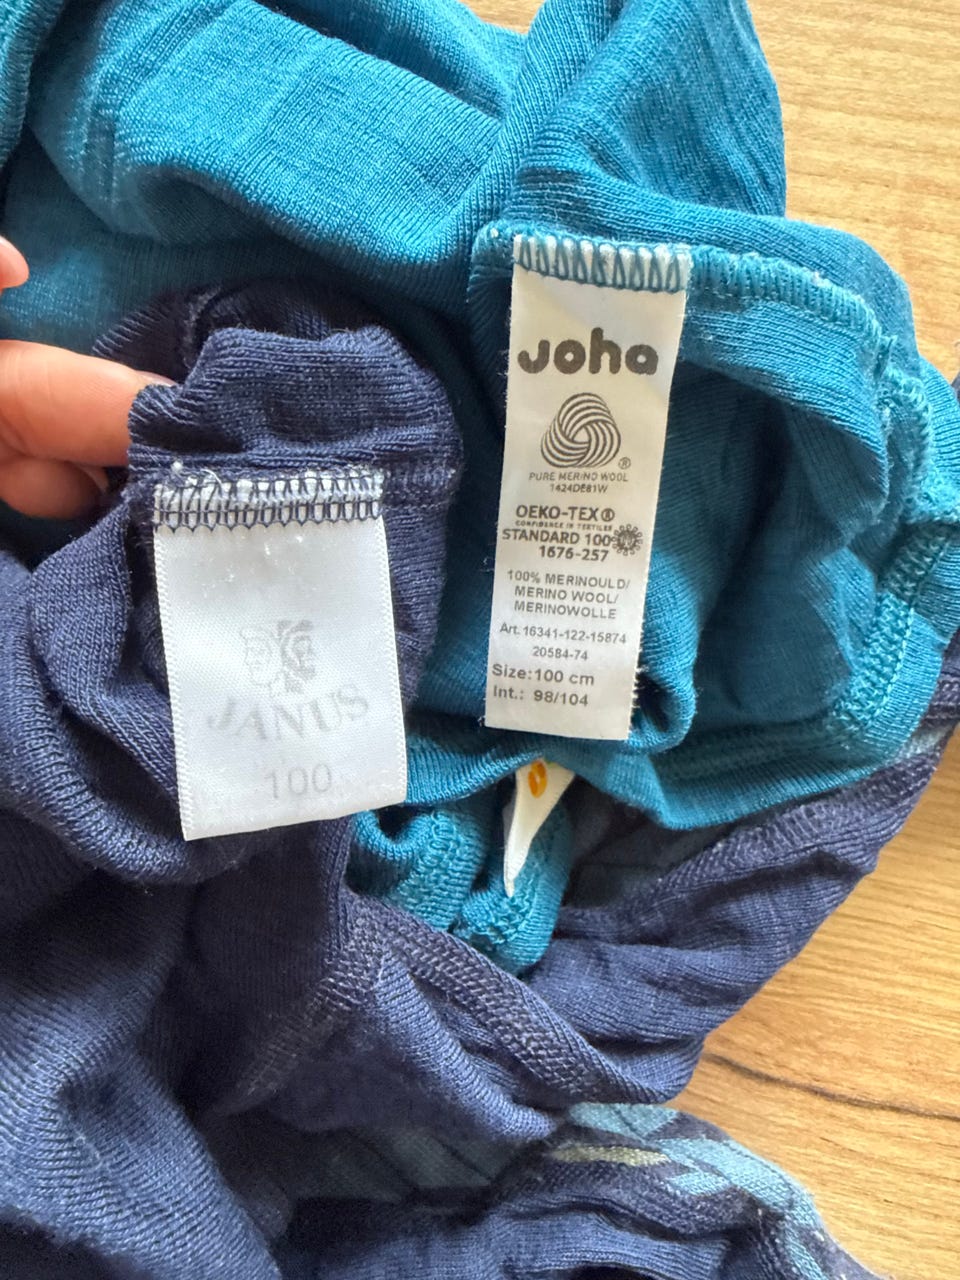 JANUS
100
Joha
®
PURE MERINO WOOL
1424DE81W
OEKO-TEX®
CONFIDENCE IN TEXTILES
STANDARD 100
1676-257
100% MERINOULD/
MERINO WOOL/
MERINOWOLLE
Art. 16341-122-15874
20584-74
Size: 100 cm
Int.: 98/104